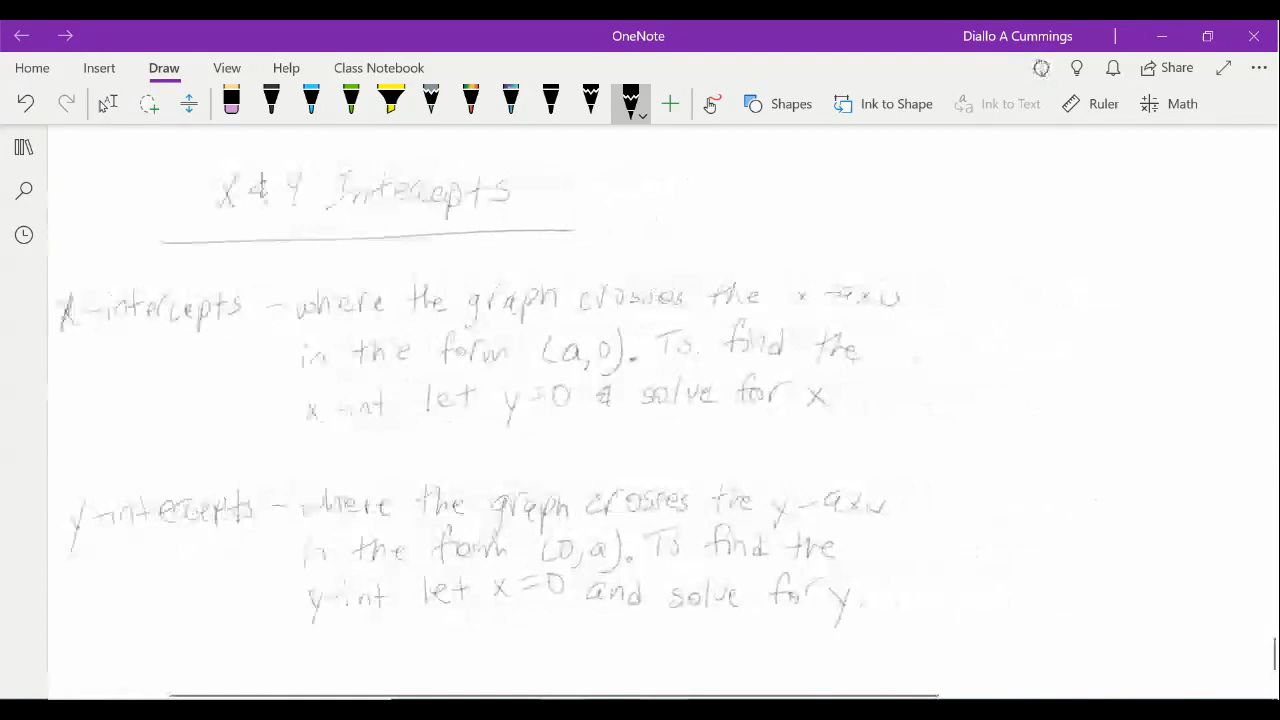 OneNote
Diallo A Cummings
Home Insert Draw View Help Class Notebook
Share
Shapes Ink to Shape Ink to Text Ruler Math
X & Y Intercepts
X-intercepts - where the graph crosses the x-axis
in the form (a,0). To find the
x-int let y=0 & solve for x
y-intercepts - where the graph crosses the y-axis
in the form (0,a). To find the
y-int let x=0 and solve for y.